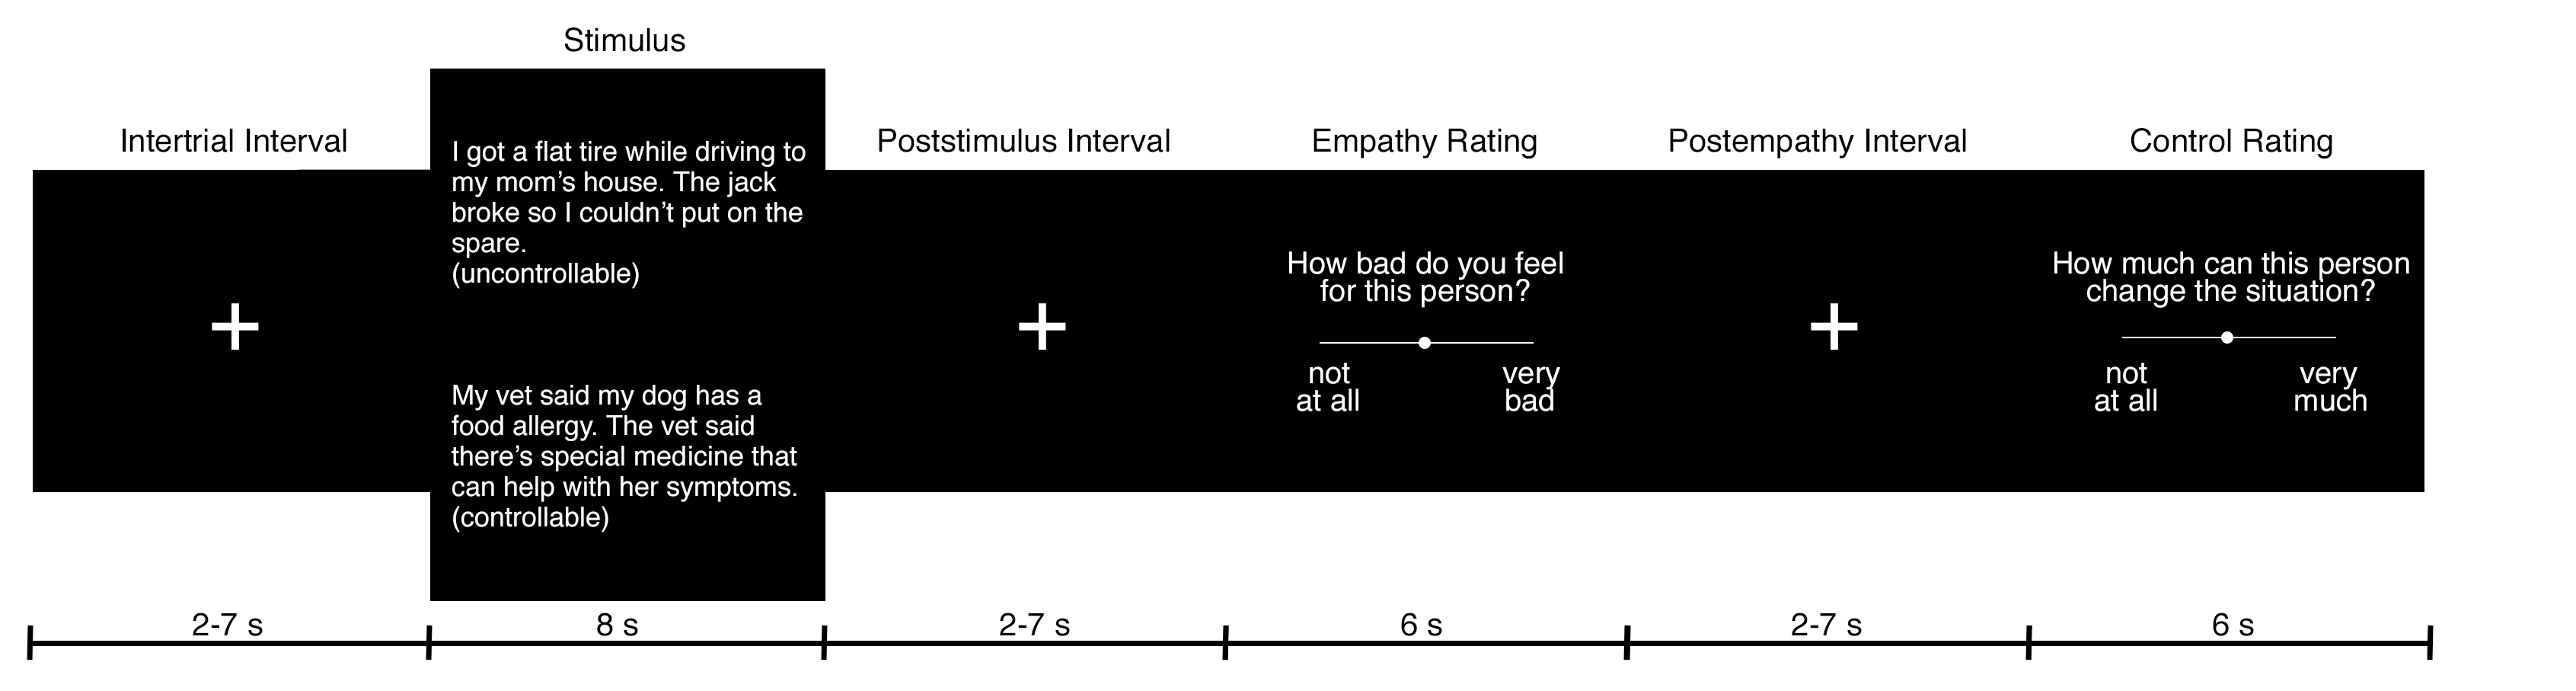 Stimulus
Intertrial Interval
Poststimulus Interval
Empathy Rating
Postempathy Interval
Control Rating
I got a flat tire while driving to
my mom’s house. The jack
broke so I couldn’t put on the
spare.
(uncontrollable)
My vet said my dog has a
food allergy. The vet said
there’s special medicine that
can help with her symptoms.
(controllable)
How bad do you feel
for this person?
not
at all
very
bad
How much can this person
change the situation?
not
at all
very
much
2-7 s
8 s
2-7 s
6 s
2-7 s
6 s